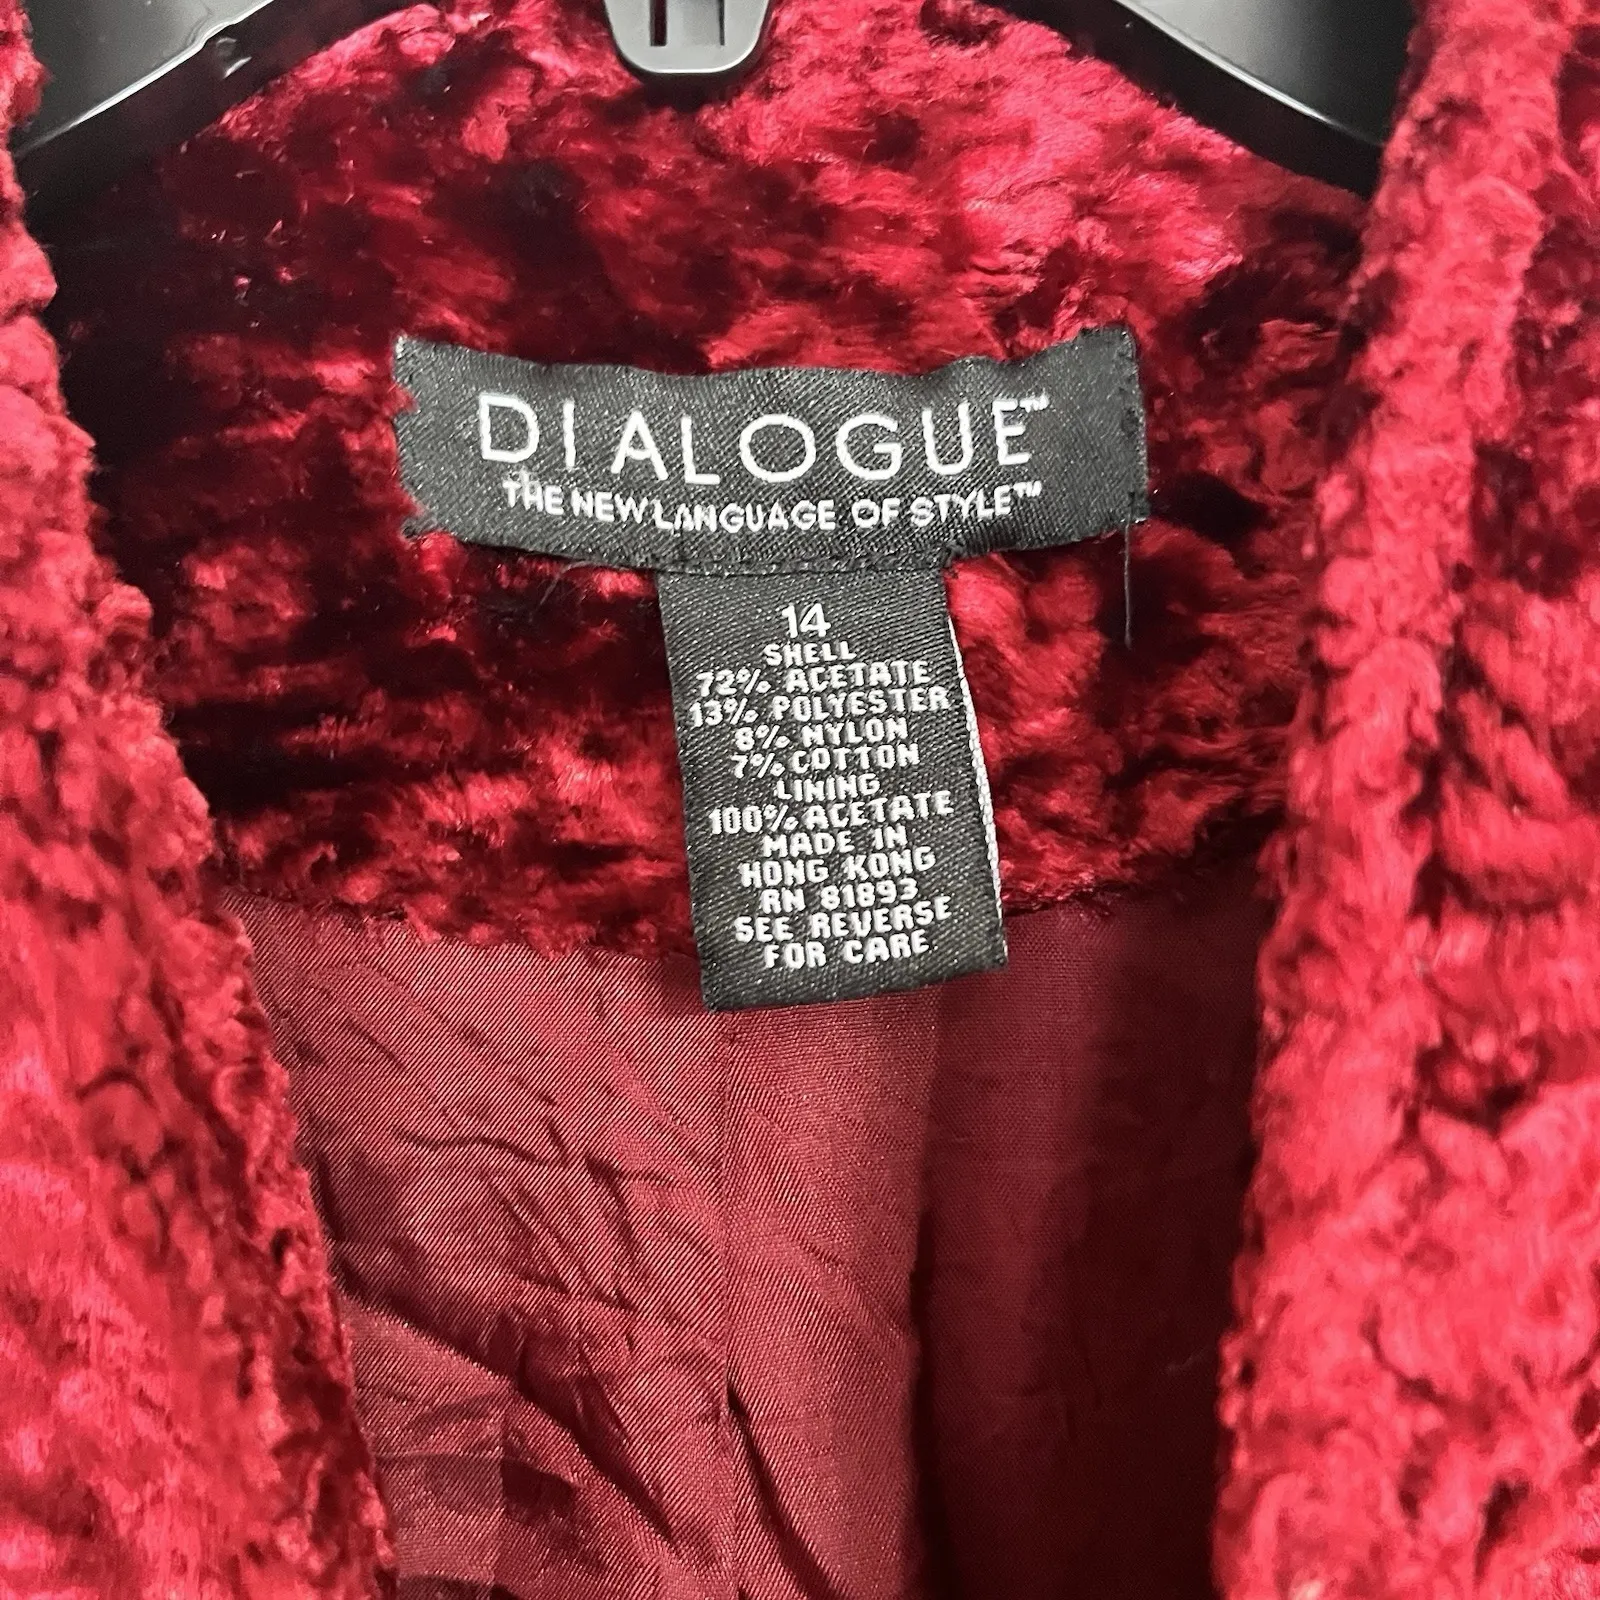 DIALOGUE™
THE NEW LANGUAGE OF STYLE™
14
SHELL
72% ACETATE
13% POLYESTER
8% NYLON
7% COTTON
LINING
100% ACETATE
MADE IN
HONG KONG
RN 81893
SEE REVERSE
FOR CARE